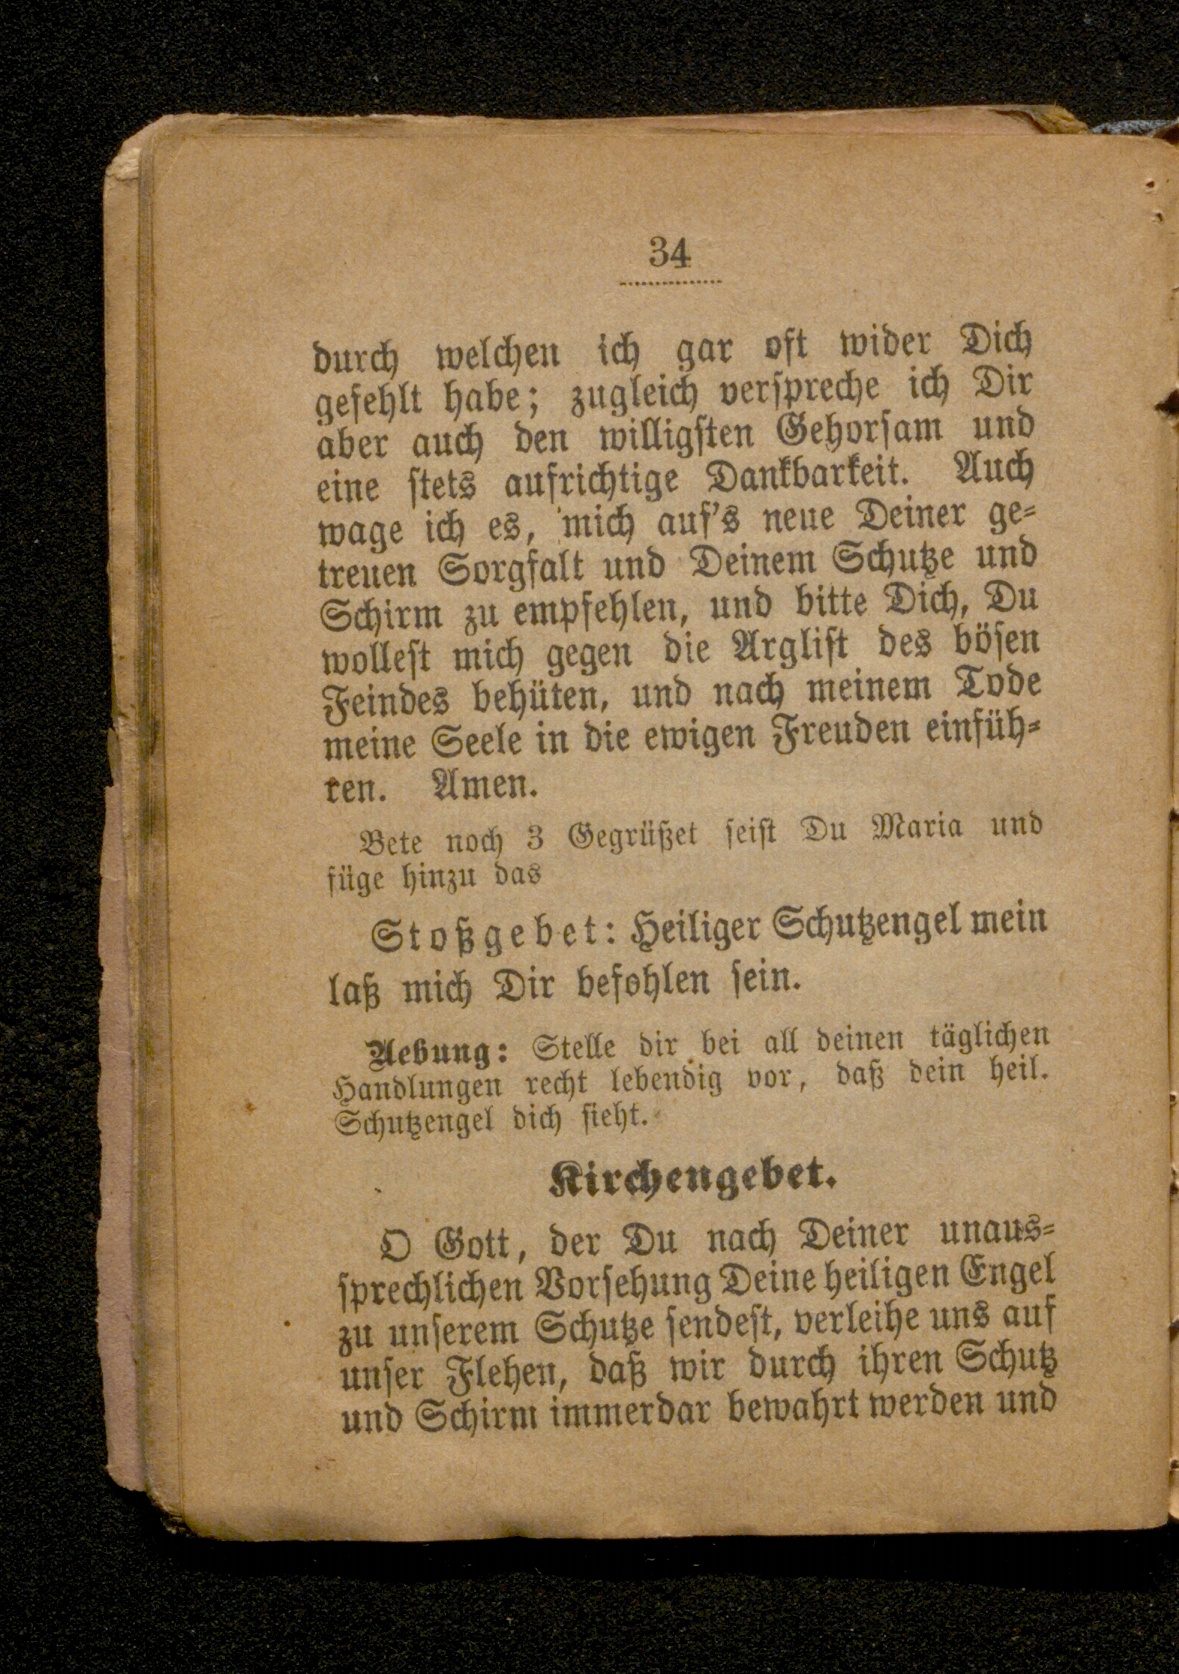 34
durch welchen ich gar oft wider Dich
gefehlt habe; zugleich verspreche ich Dir
aber auch den willigsten Gehorsam und
eine stets aufrichtige Dankbarkeit. Auch
wage ich es, mich auf's neue Deiner ge-
treuen Sorgfalt und Deinem Schutze und
Schirm zu empfehlen, und bitte Dich, Du
wollest mich gegen die Arglist des bösen
Feindes behüten, und nach meinem Tode
meine Seele in die ewigen Freuden einfüh-
ren. Amen.
Bete noch 3 Gegrüßet seist Du Maria und
füge hinzu das
Stoßgebet: Heiliger Schutzengel mein
laß mich Dir befohlen sein.
Uebung: Stelle dir bei all deinen täglichen
Handlungen recht lebendig vor, daß dein heil.
Schutzengel dich sieht.
Kirchengebet.
O Gott, der Du nach Deiner unaus-
sprechlichen Vorsehung Deine heiligen Engel
zu unserem Schutze sendest, verleihe uns auf
unser Flehen, daß wir durch ihren Schutz
und Schirm immerdar bewahrt werden und